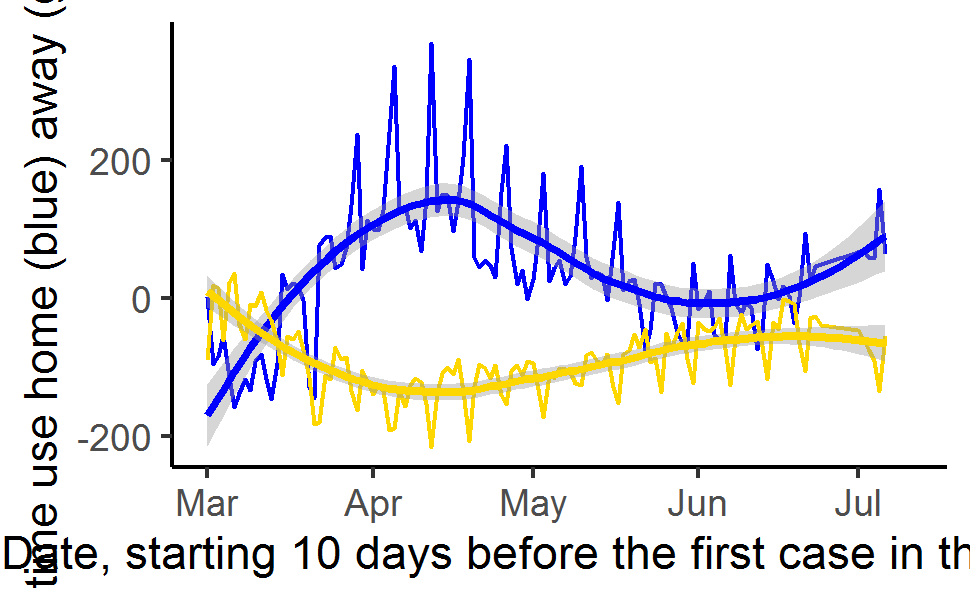 time use home (blue) away (
200
0
-200
Mar Apr May Jun Jul
Date, starting 10 days before the first case in th